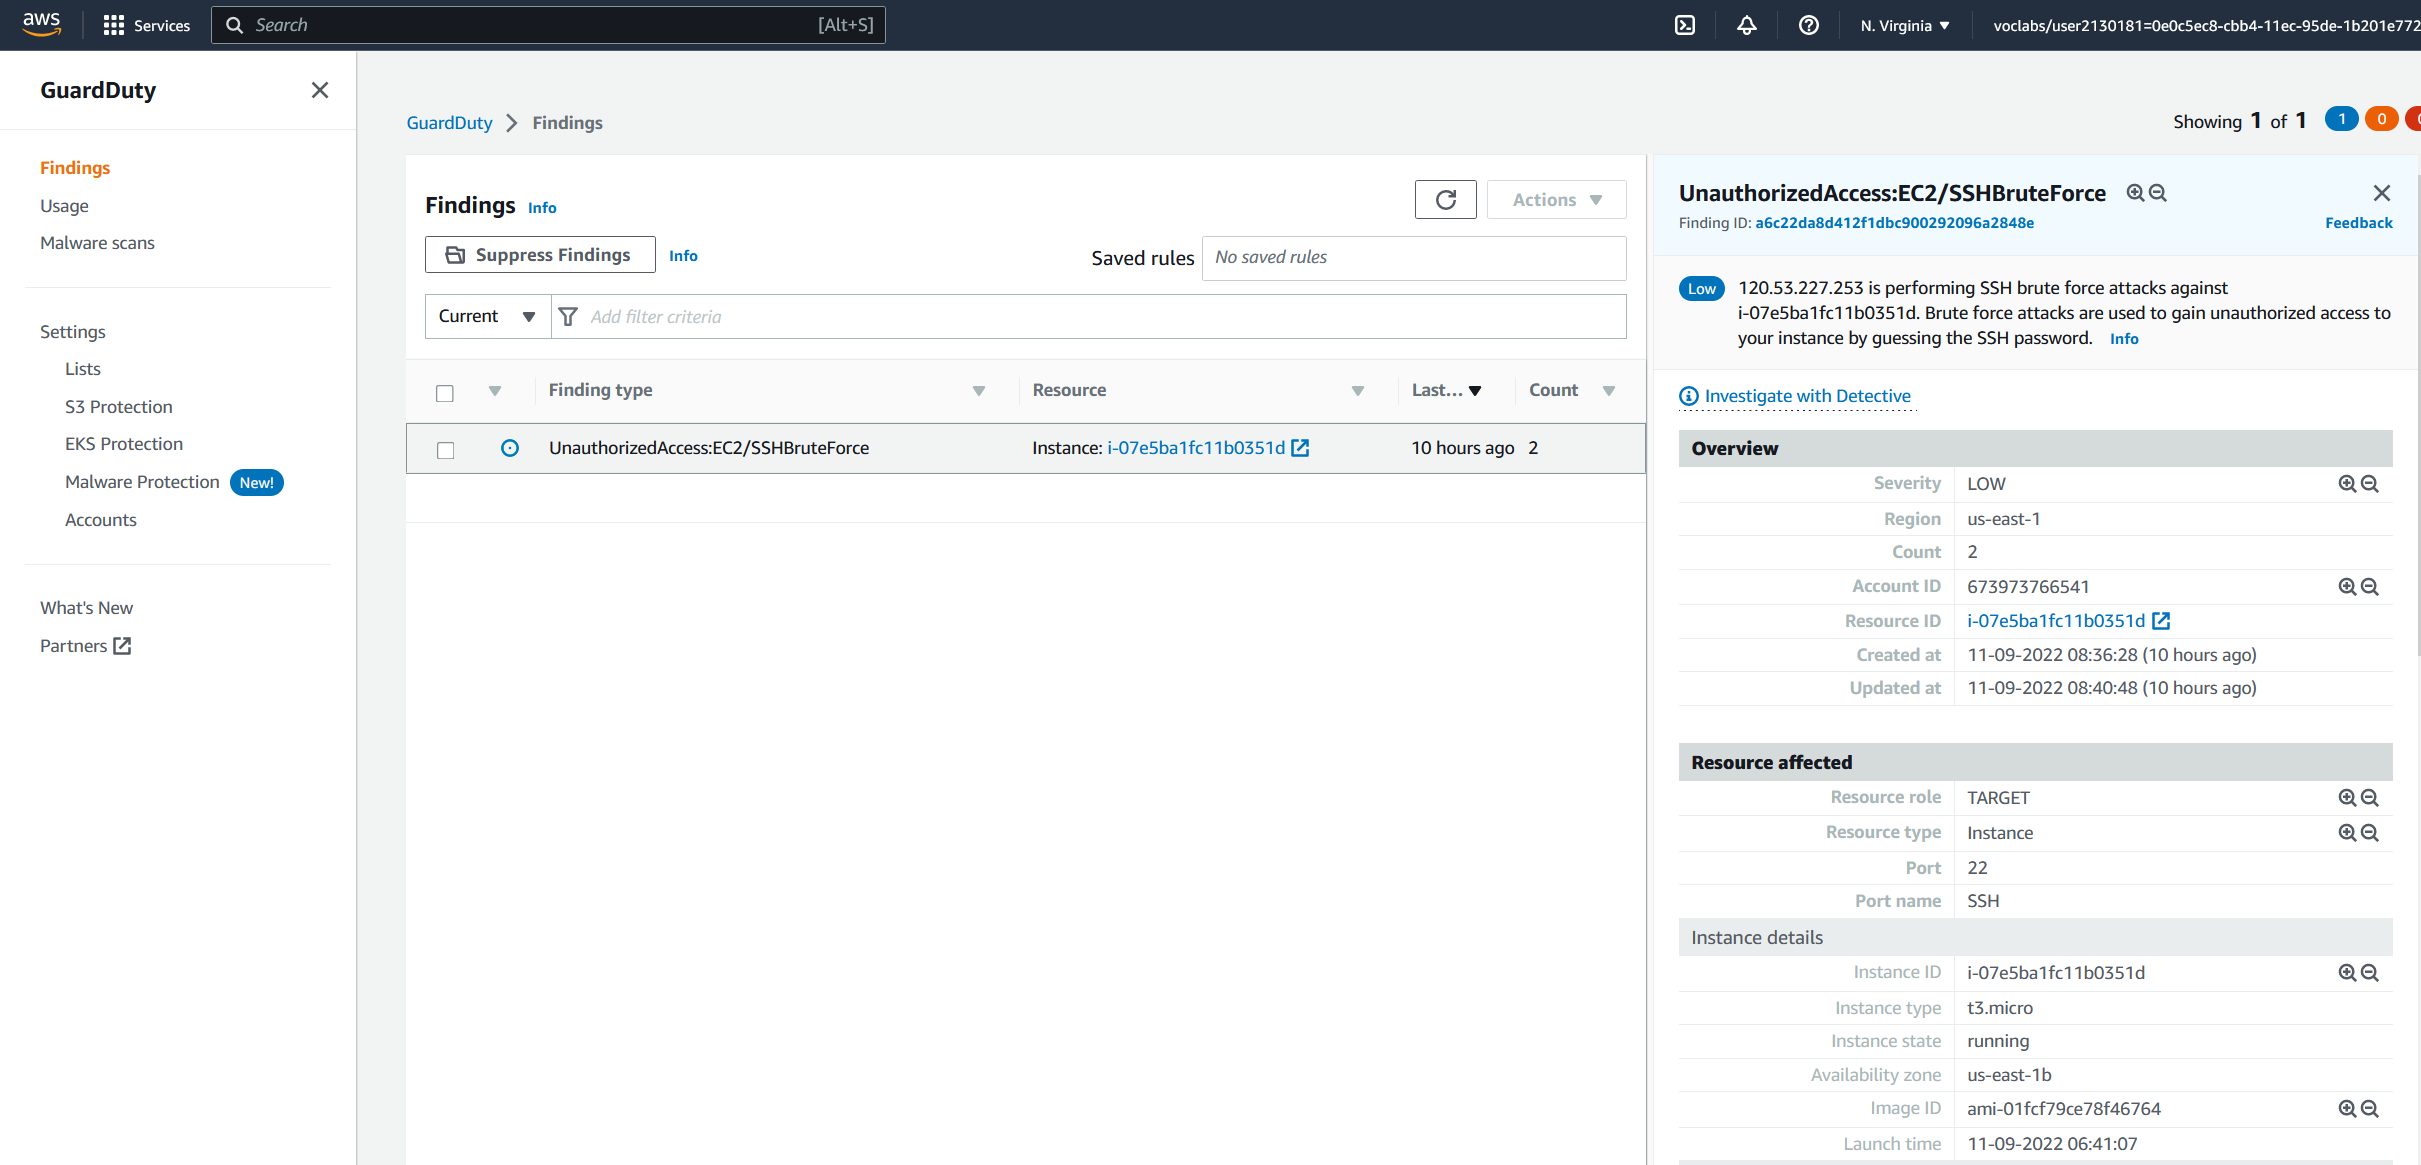 aws
Services
Search [Alt+S]
N. Virginia
voclabs/user2130181=0e0c5ec8-cbb4-11ec-95de-1b201e772
GuardDuty
Findings
Usage
Malware scans
Settings
Lists
S3 Protection
EKS Protection
Malware Protection New!
Accounts
What's New
Partners
GuardDuty > Findings
Showing 1 of 1 1 0
Findings Info
Actions
Suppress Findings Info
Saved rules No saved rules
Current Add filter criteria
Finding type Resource Last... Count
UnauthorizedAccess:EC2/SSHBruteForce Instance: i-07e5ba1fc11b0351d 10 hours ago 2
UnauthorizedAccess:EC2/SSHBruteForce
Finding ID: a6c22da8d412f1dbc900292096a2848e Feedback
Low 120.53.227.253 is performing SSH brute force attacks against
i-07e5ba1fc11b0351d. Brute force attacks are used to gain unauthorized access to
your instance by guessing the SSH password. Info
Investigate with Detective
Overview
Severity LOW
Region us-east-1
Count 2
Account ID 673973766541
Resource ID i-07e5ba1fc11b0351d
Created at 11-09-2022 08:36:28 (10 hours ago)
Updated at 11-09-2022 08:40:48 (10 hours ago)
Resource affected
Resource role TARGET
Resource type Instance
Port 22
Port name SSH
Instance details
Instance ID i-07e5ba1fc11b0351d
Instance type t3.micro
Instance state running
Availability zone us-east-1b
Image ID ami-01fcf79ce78f46764
Launch time 11-09-2022 06:41:07